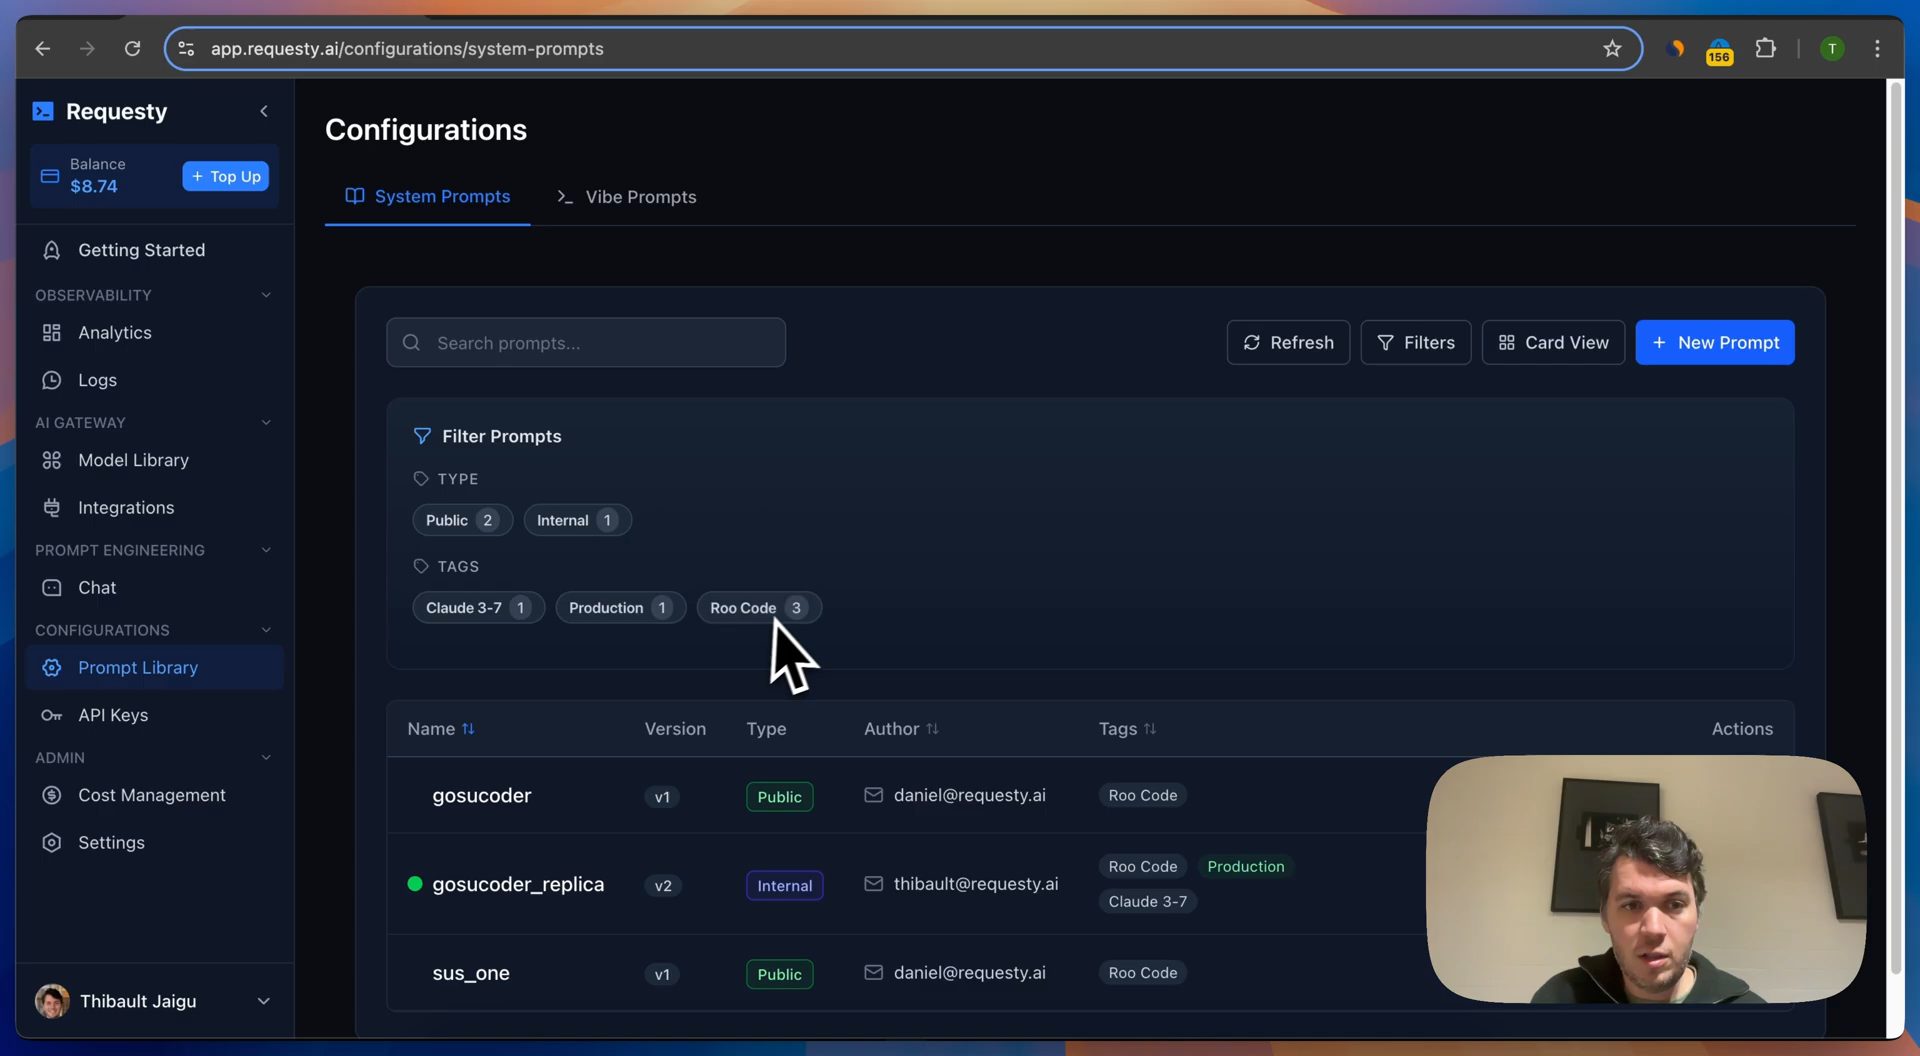 app.requesty.ai/configurations/system-prompts
156
T
Requesty
Balance
$8.74
+ Top Up
Getting Started
OBSERVABILITY
Analytics
Logs
AI GATEWAY
Model Library
Integrations
PROMPT ENGINEERING
Chat
CONFIGURATIONS
Prompt Library
API Keys
ADMIN
Cost Management
Settings
Thibault Jaigu
Configurations
System Prompts
Vibe Prompts
Search prompts...
Refresh
Filters
Card View
+ New Prompt
Filter Prompts
TYPE
Public 2
Internal 1
TAGS
Claude 3-7 1
Production 1
Roo Code 3
Name Version Type Author Tags Actions
gosucoder v1 Public daniel@requesty.ai Roo Code
gosucoder_replica v2 Internal thibault@requesty.ai Roo Code Production
Claude 3-7
sus_one v1 Public daniel@requesty.ai Roo Code